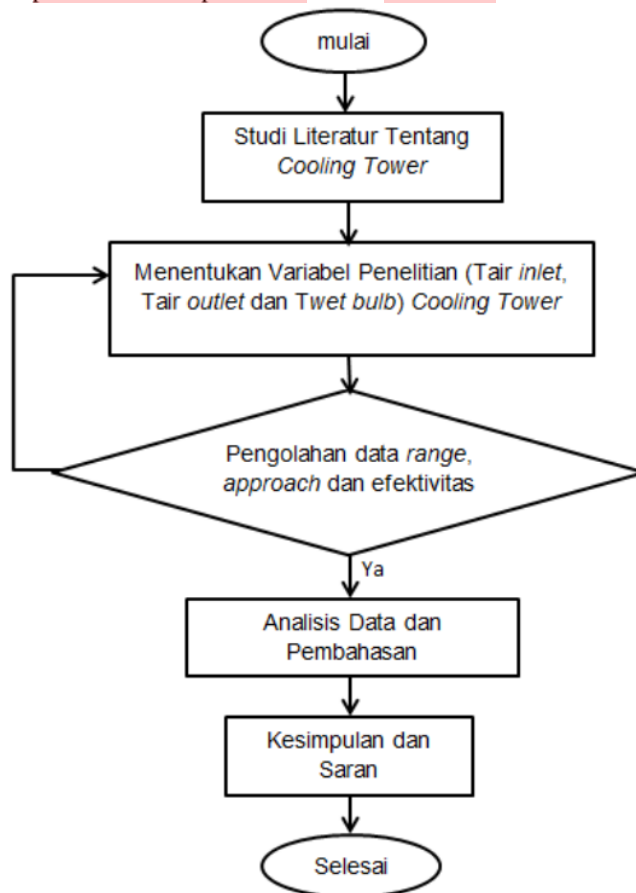 mulai
Studi Literatur Tentang
Cooling Tower
Menentukan Variabel Penelitian (Tair inlet,
Tair outlet dan Twet bulb) Cooling Tower
Pengolahan data range,
approach dan efektivitas
Ya
Analisis Data dan
Pembahasan
Kesimpulan dan
Saran
Selesai